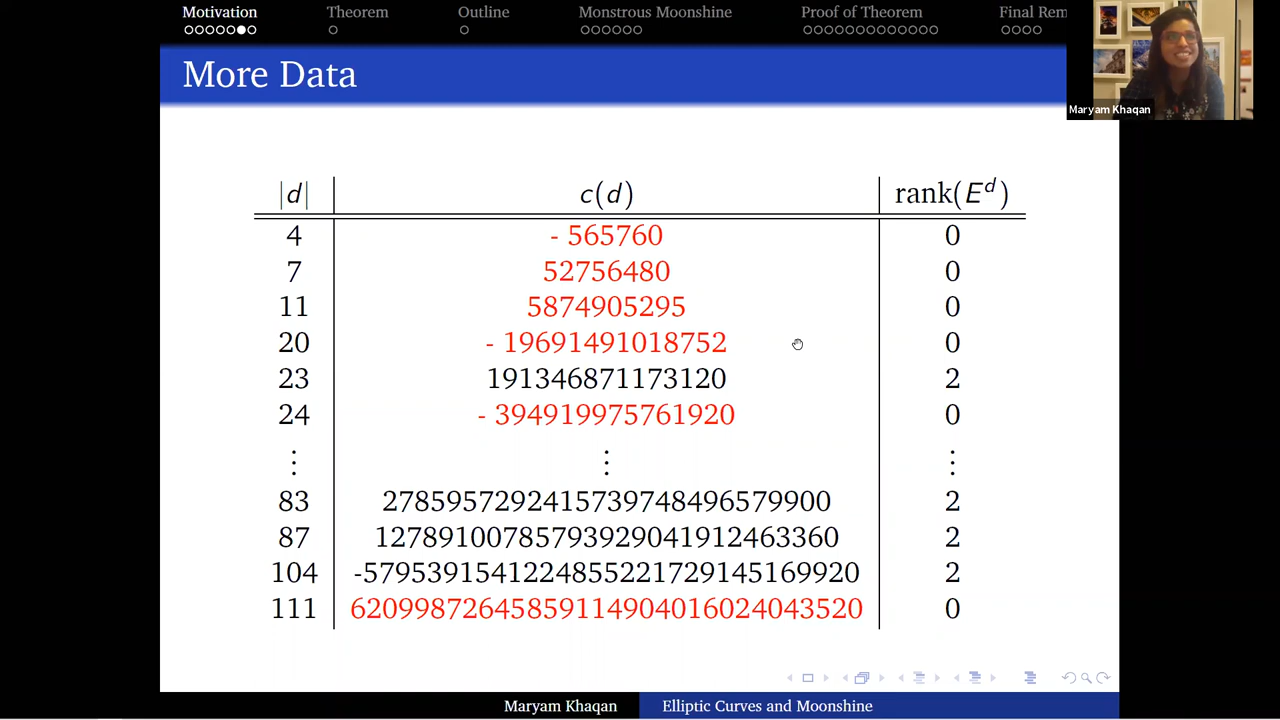 Motivation Theorem Outline Monstrous Moonshine Proof of Theorem Final Rem
More Data
Maryam Khaqan
|d| c(d) rank(E^d)
4 - 565760 0
7 52756480 0
11 5874905295 0
20 - 19691491018752 0
23 191346871173120 2
24 - 394919975761920 0
⋮ ⋮ ⋮
83 2785957292415739748496579900 2
87 12789100785793929041912463360 2
104 -5795391541224855221729145169920 2
111 62099872645859114904016024043520 0
Maryam Khaqan Elliptic Curves and Moonshine